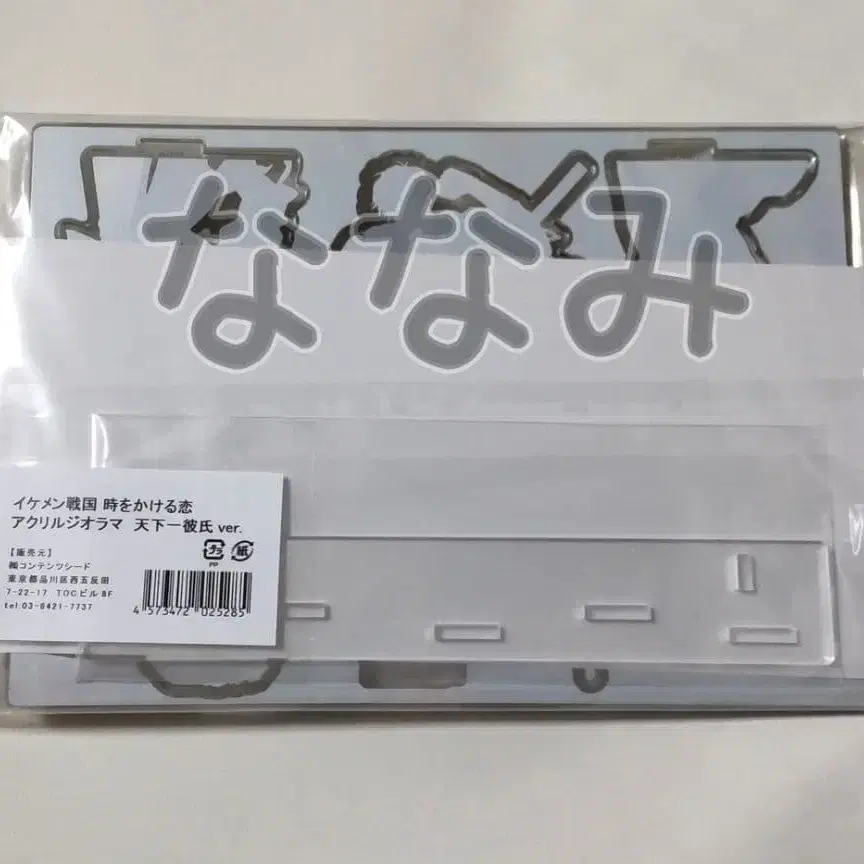 ななみ
イケメン戦国 時をかける恋
アクリルジオラマ 天下一彼氏 ver.
【販売元】
㈱コンテンツシード
東京都品川区西五反田
7-22-17 TOCビル8F
tel:03-6421-7737
プラ
紙
PP
4 573472 025285